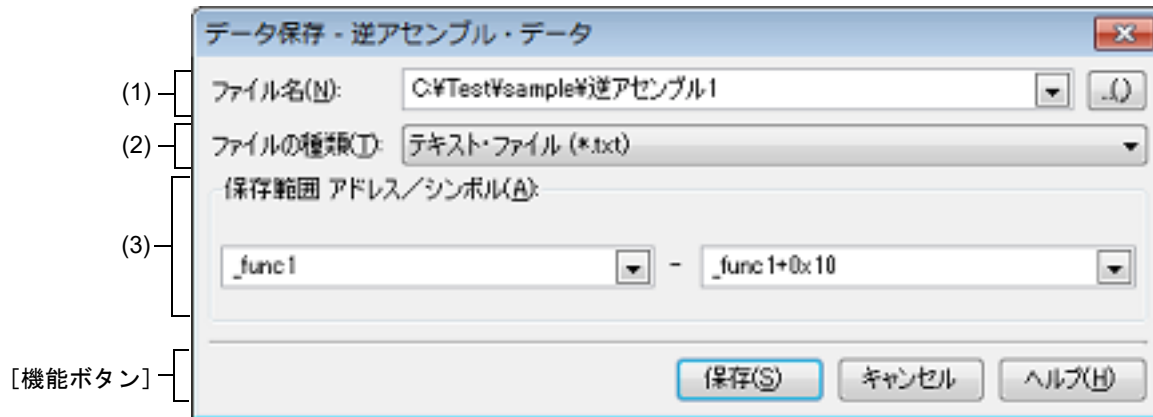 データ保存 - 逆アセンブル・データ
(1) ファイル名(N): C:¥Test¥sample¥逆アセンブル1 ...()
(2) ファイルの種類(T): テキスト・ファイル (*.txt)
(3) 保存範囲 アドレス／シンボル(A):
_func1 - _func1+0x10
[機能ボタン] 保存(S) キャンセル ヘルプ(H)